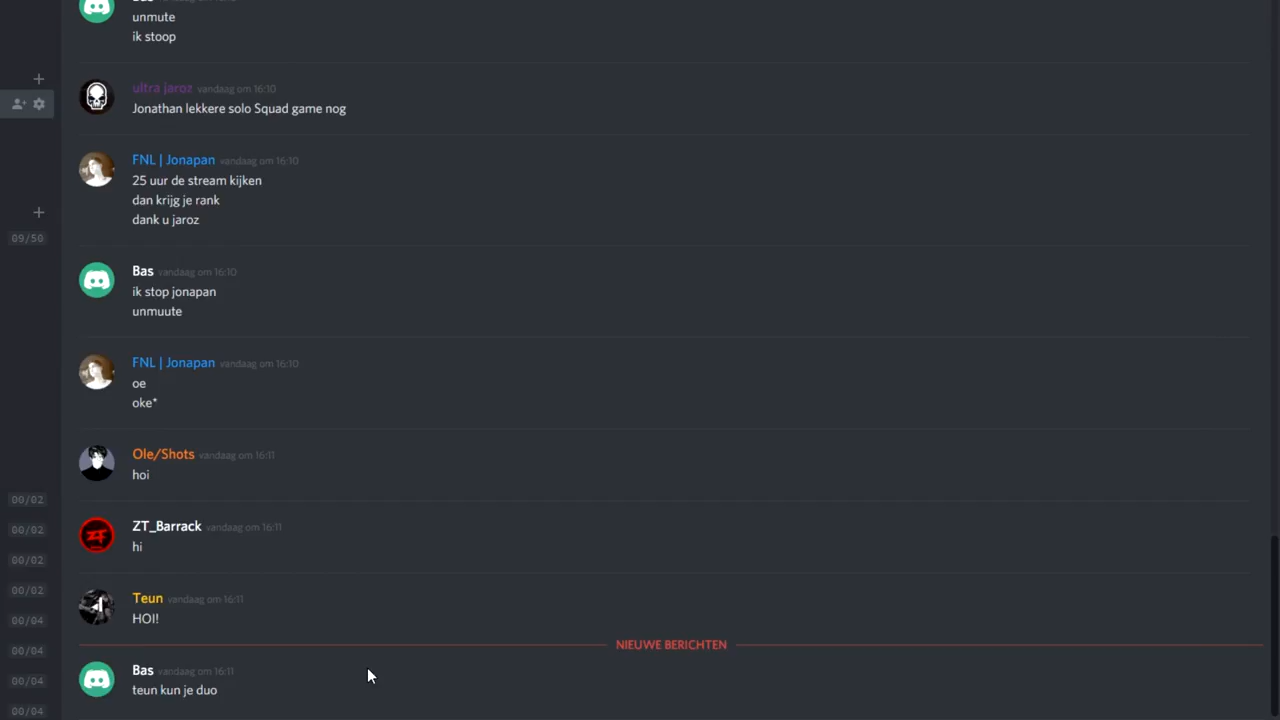 unmute
ik stoop
ultra jaroz vandaag om 16:10
Jonathan lekkere solo Squad game nog
FNL | Jonapan vandaag om 16:10
25 uur de stream kijken
dan krijg je rank
dank u jaroz
09/50
Bas vandaag om 16:10
ik stop jonapan
unmuute
FNL | Jonapan vandaag om 16:10
oe
oke*
Ole/Shots vandaag om 16:11
hoi
00/02
ZT_Barrack vandaag om 16:11
00/02
hi
00/02
00/02
Teun vandaag om 16:11
HOI!
00/04
NIEUWE BERICHTEN
00/04
Bas vandaag om 16:11
00/04
teun kun je duo
00/04